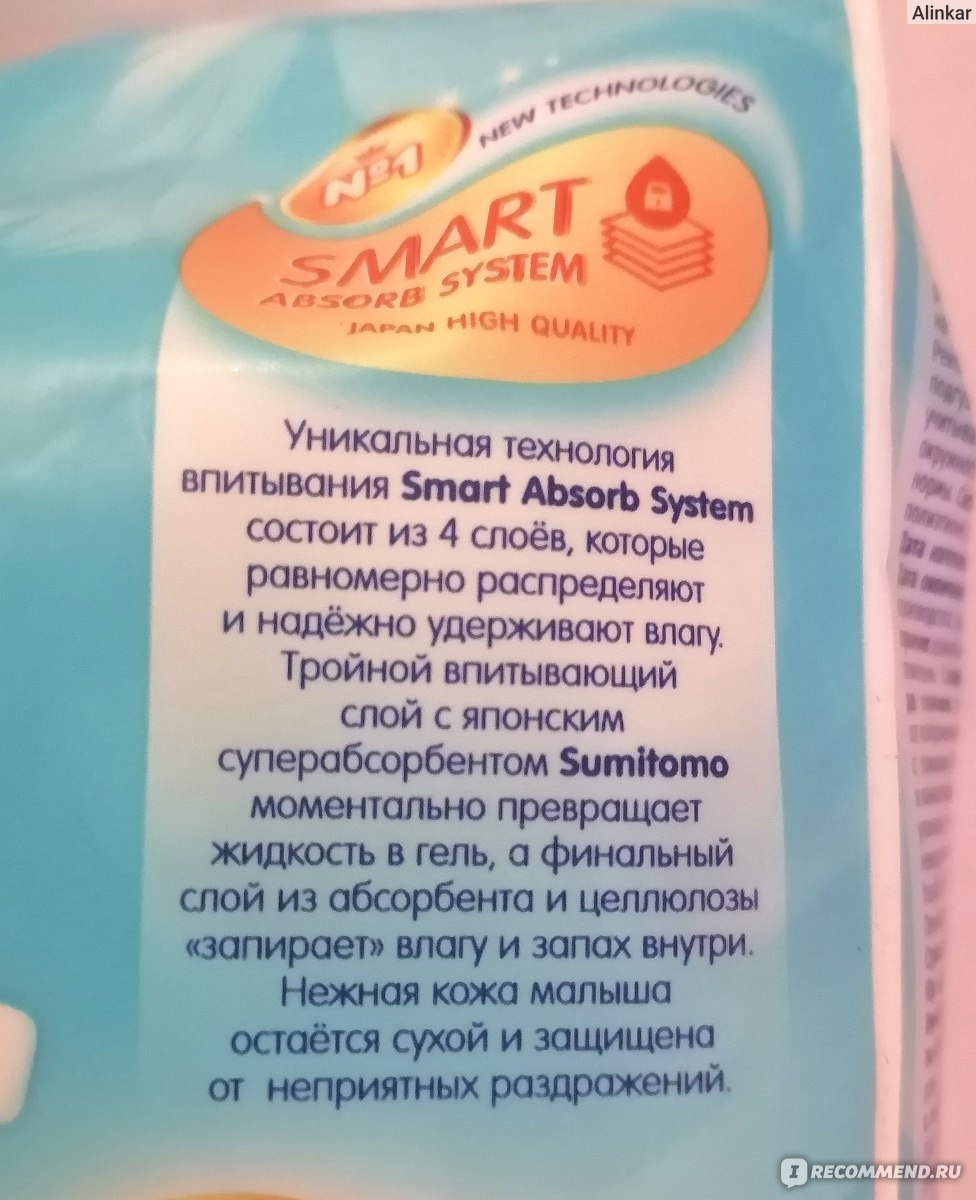 Alinkar
NEW TECHNOLOGIES
№1
SMART
ABSORB SYSTEM
JAPAN HIGH QUALITY
Уникальная технология
впитывания Smart Absorb System
состоит из 4 слоёв, которые
равномерно распределяют
и надёжно удерживают влагу.
Тройной впитывающий
слой с японским
суперабсорбентом Sumitomo
моментально превращает
жидкость в гель, а финальный
слой из абсорбента и целлюлозы
«запирает» влагу и запах внутри.
Нежная кожа малыша
остаётся сухой и защищена
от неприятных раздражений.
I RECOMMEND.RU